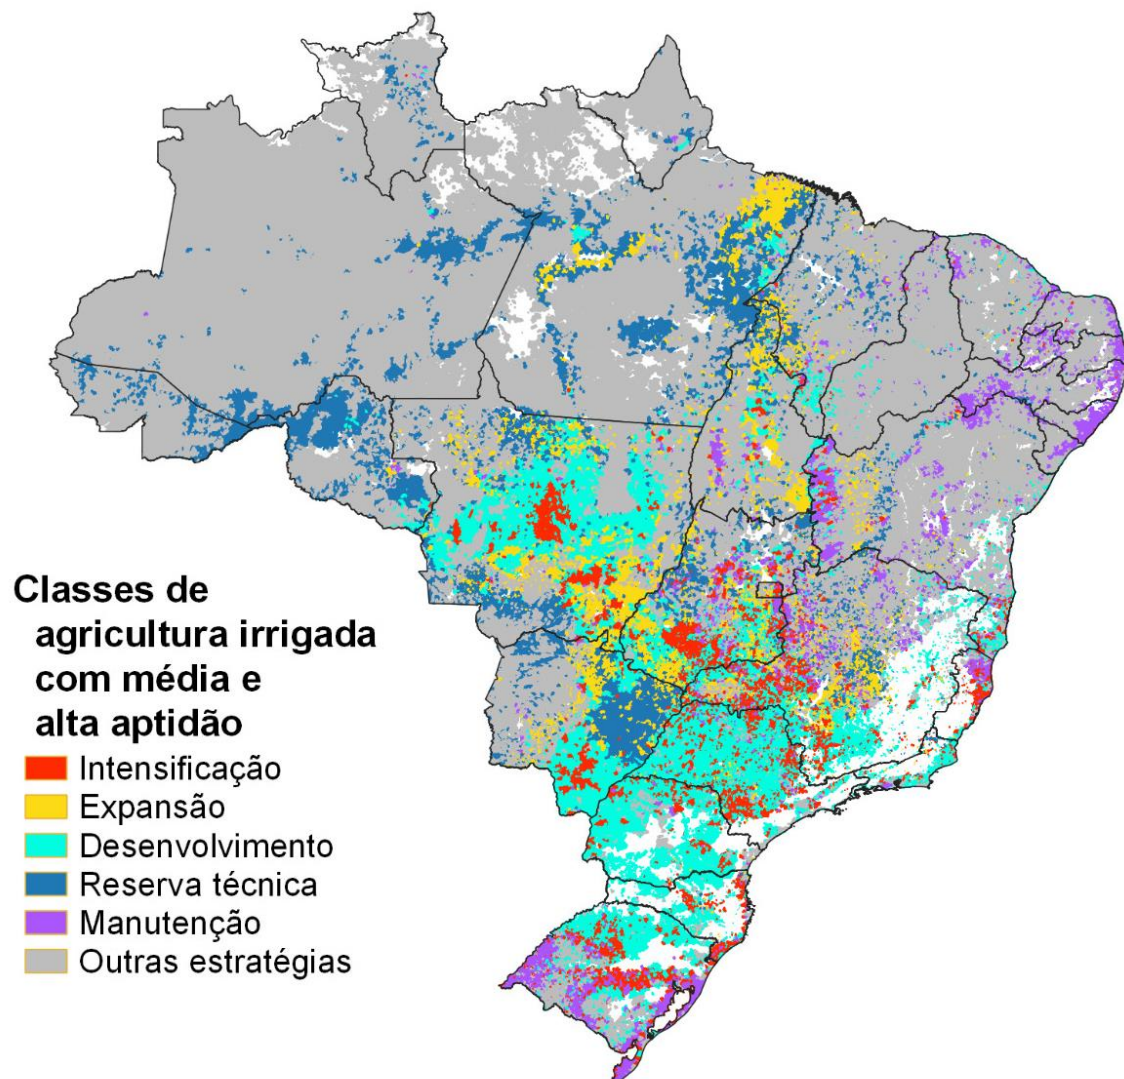 Classes de
agricultura irrigada
com média e
alta aptidão
Intensificação
Expansão
Desenvolvimento
Reserva técnica
Manutenção
Outras estratégias